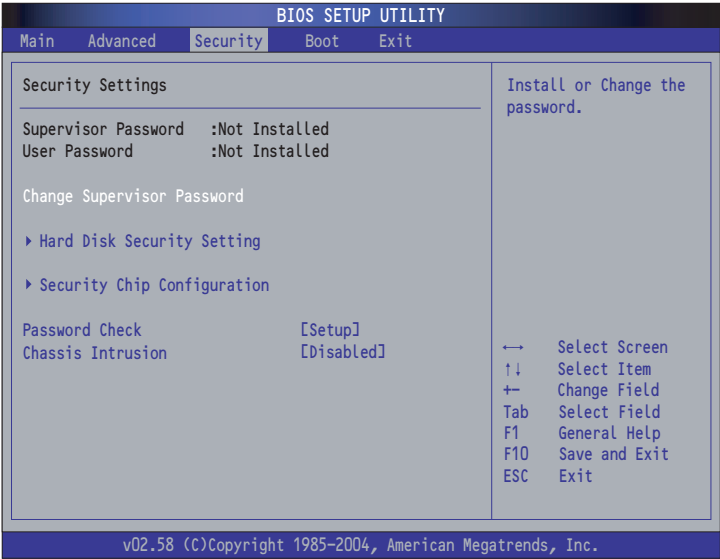 BIOS SETUP UTILITY
Main Advanced Security Boot Exit
Security Settings
Supervisor Password :Not Installed
User Password :Not Installed
Change Supervisor Password
Hard Disk Security Setting
Security Chip Configuration
Password Check [Setup]
Chassis Intrusion [Disabled]
Install or Change the
password.
←→ Select Screen
↑↓ Select Item
+- Change Field
Tab Select Field
F1 General Help
F10 Save and Exit
ESC Exit
v02.58 (C)Copyright 1985-2004, American Megatrends, Inc.